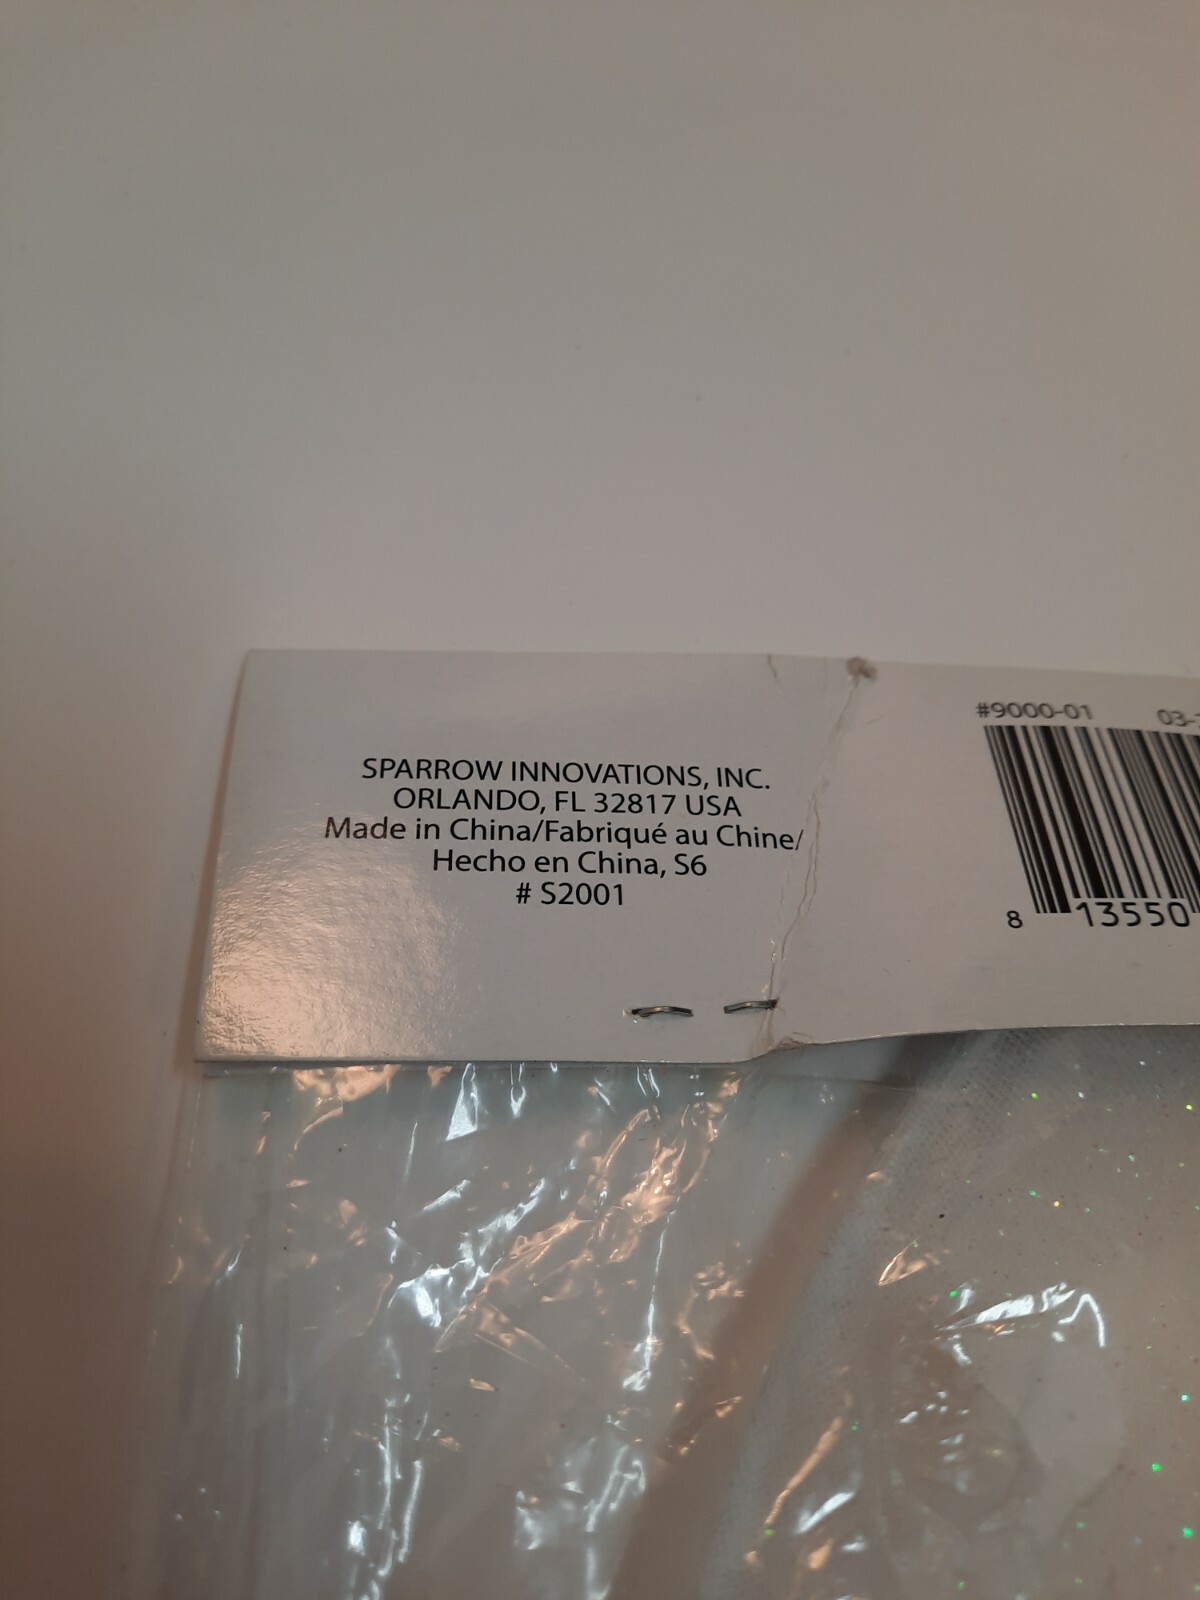 SPARROW INNOVATIONS, INC.
ORLANDO, FL 32817 USA
Made in China/Fabriqué au Chine/
Hecho en China, S6
# S2001
#9000-01 03-
8 13550